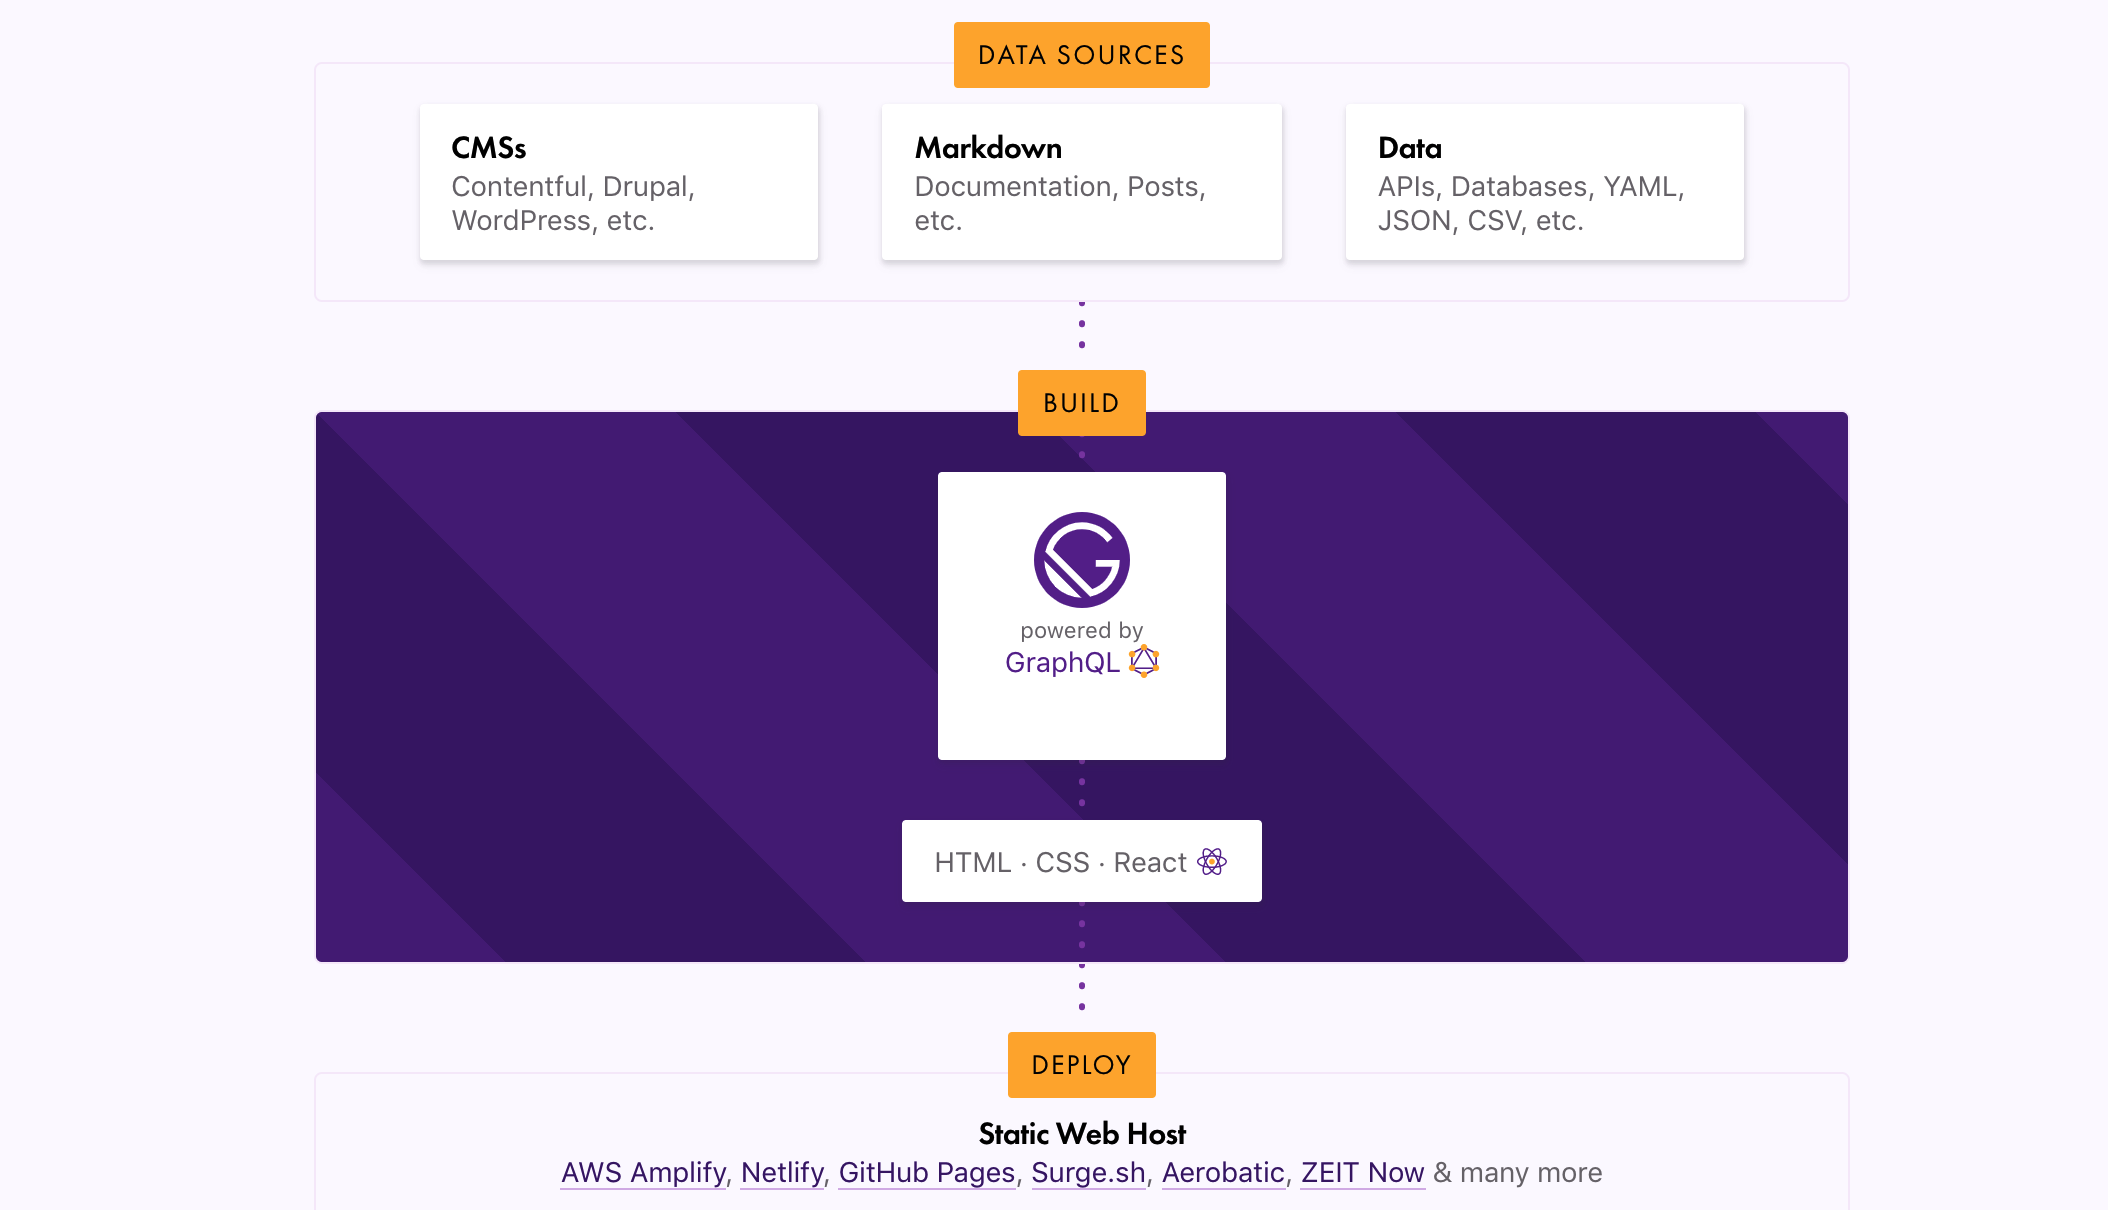 DATA SOURCES
CMSs
Contentful, Drupal,
WordPress, etc.
Markdown
Documentation, Posts,
etc.
Data
APIs, Databases, YAML,
JSON, CSV, etc.
BUILD
powered by
GraphQL
HTML · CSS · React
DEPLOY
Static Web Host
AWS Amplify, Netlify, GitHub Pages, Surge.sh, Aerobatic, ZEIT Now & many more